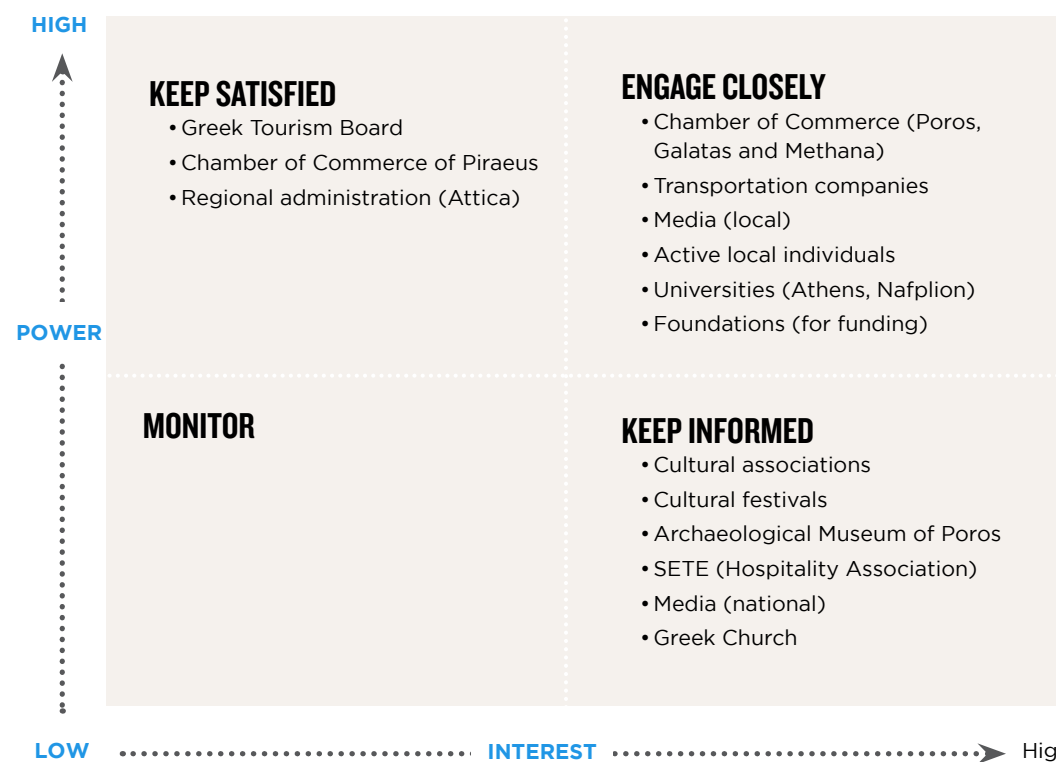 HIGH
KEEP SATISFIED
• Greek Tourism Board
• Chamber of Commerce of Piraeus
• Regional administration (Attica)
ENGAGE CLOSELY
• Chamber of Commerce (Poros,
Galatas and Methana)
• Transportation companies
• Media (local)
• Active local individuals
• Universities (Athens, Nafplion)
• Foundations (for funding)
POWER
MONITOR
KEEP INFORMED
• Cultural associations
• Cultural festivals
• Archaeological Museum of Poros
• SETE (Hospitality Association)
• Media (national)
• Greek Church
LOW
INTEREST
Hig